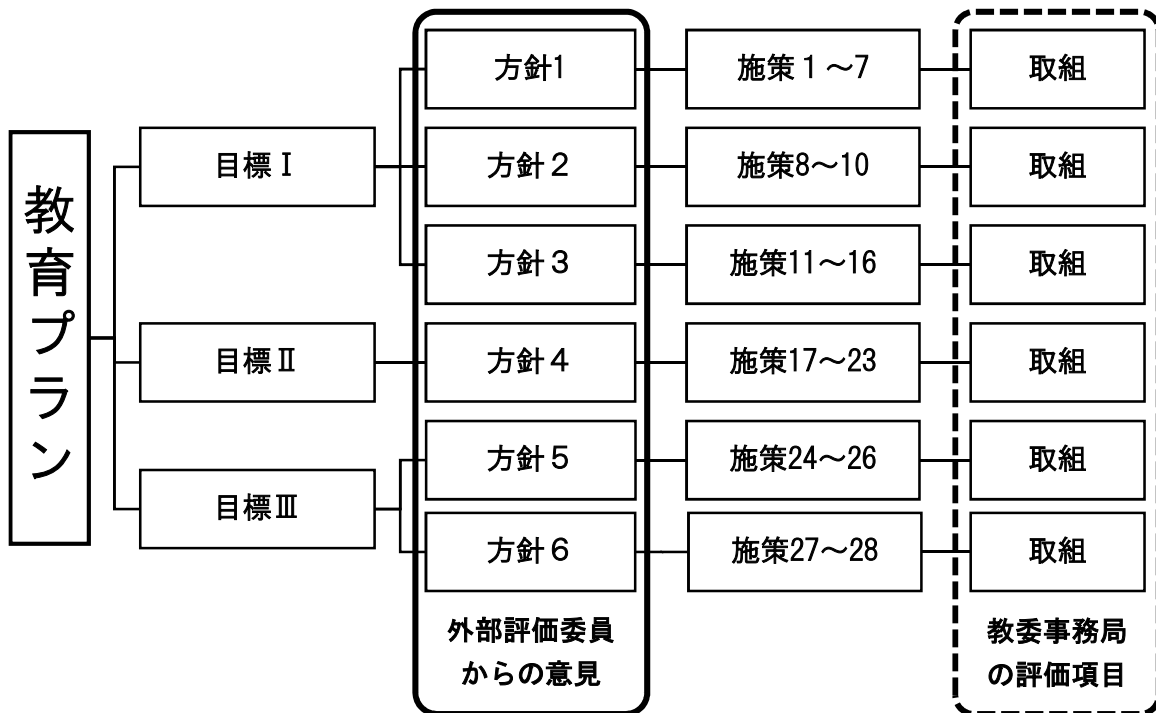 教育プラン
目標Ⅰ
目標Ⅱ
目標Ⅲ
方針1
方針２
方針３
方針４
方針５
方針６
外部評価委員
からの意見
施策１～7
施策8～10
施策11～16
施策17～23
施策24～26
施策27～28
取組
取組
取組
取組
取組
取組
教委事務局
の評価項目